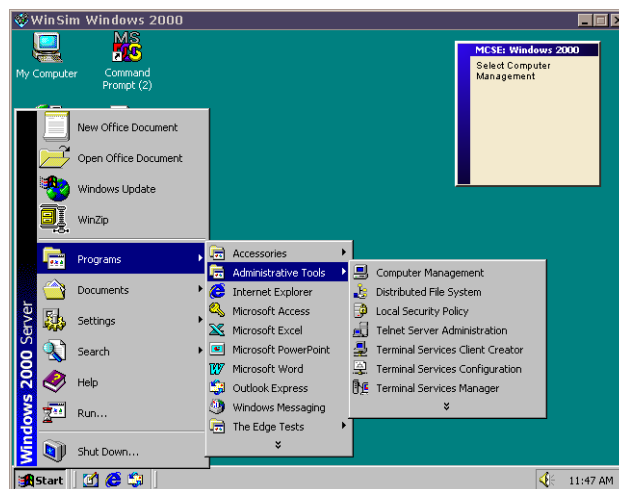 WinSim Windows 2000
My Computer
Command
Prompt (2)
MCSE: Windows 2000
Select Computer
Management
New Office Document
Open Office Document
Windows Update
WinZip
Programs
Documents
Settings
Search
Help
Run...
Shut Down...
Windows 2000 Server
Accessories
Administrative Tools
Internet Explorer
Microsoft Access
Microsoft Excel
Microsoft PowerPoint
Microsoft Word
Outlook Express
Windows Messaging
The Edge Tests
Computer Management
Distributed File System
Local Security Policy
Telnet Server Administration
Terminal Services Client Creator
Terminal Services Configuration
Terminal Services Manager
Start
11:47 AM